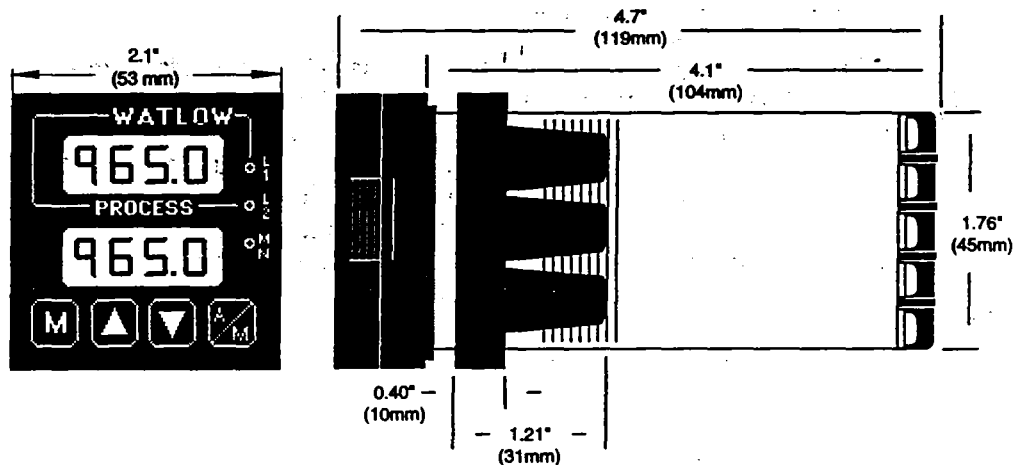 2.1"
(53 mm)
WATLOW
965.0
L1
PROCESS
L2
965.0
MN
M
A/M
4.7"
(119mm)
4.1"
(104mm)
1.76"
(45mm)
0.40"
(10mm)
1.21"
(31mm)